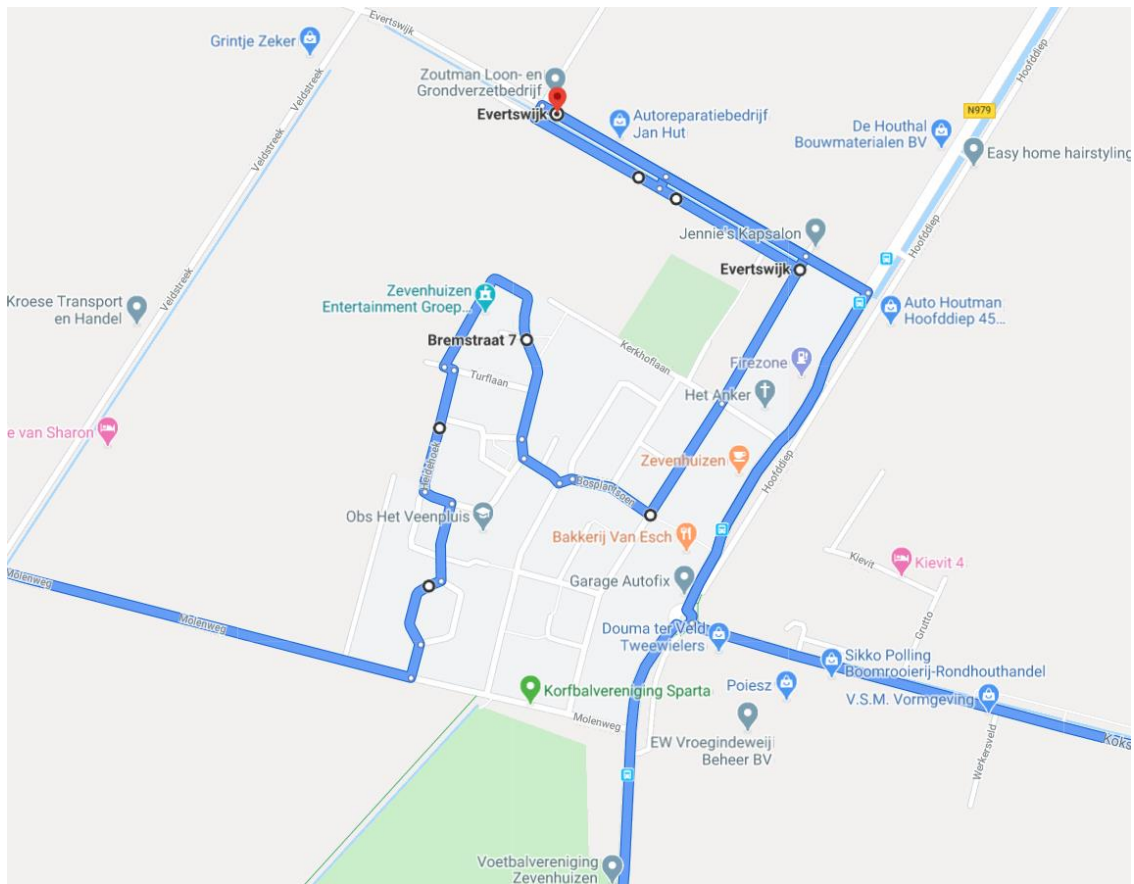 Evertswijk
Grintje Zeker
Veldstreek
Zoutman Loon- en
Grondverzetbedrijf
Evertswijk
Autoreparatiebedrijf
Jan Hut
N979
Hoofddiep
De Houthal
Bouwmaterialen BV
Easy home hairstyling
Veldstreek
Jennie's Kapsalon
Hoofddiep
Evertswijk
Veldstreek
Kroese Transport
en Handel
Zevenhuizen
Entertainment Groep...
Auto Houtman
Hoofddiep 45...
Bremstraat 7
Kerkhoflaan
Firezone
Turflaan
Het Anker
van Sharon
Heidehoek
Zevenhuizen
Hoofddiep
Bosplantsoen
Obs Het Veenpluis
Bakkerij Van Esch
Kievit
Kievit 4
Molenweg
Garage Autofix
Grutto
Molenweg
Douma ter Veld
Tweewielers
Sikko Polling
Boomrooierij-Rondhouthandel
Korfbalvereniging Sparta
Poiesz
V.S.M. Vormgeving
Molenweg
EW Vroegindeweij
Beheer BV
Werkersveld
Koks
Voetbalvereniging
Zevenhuizen